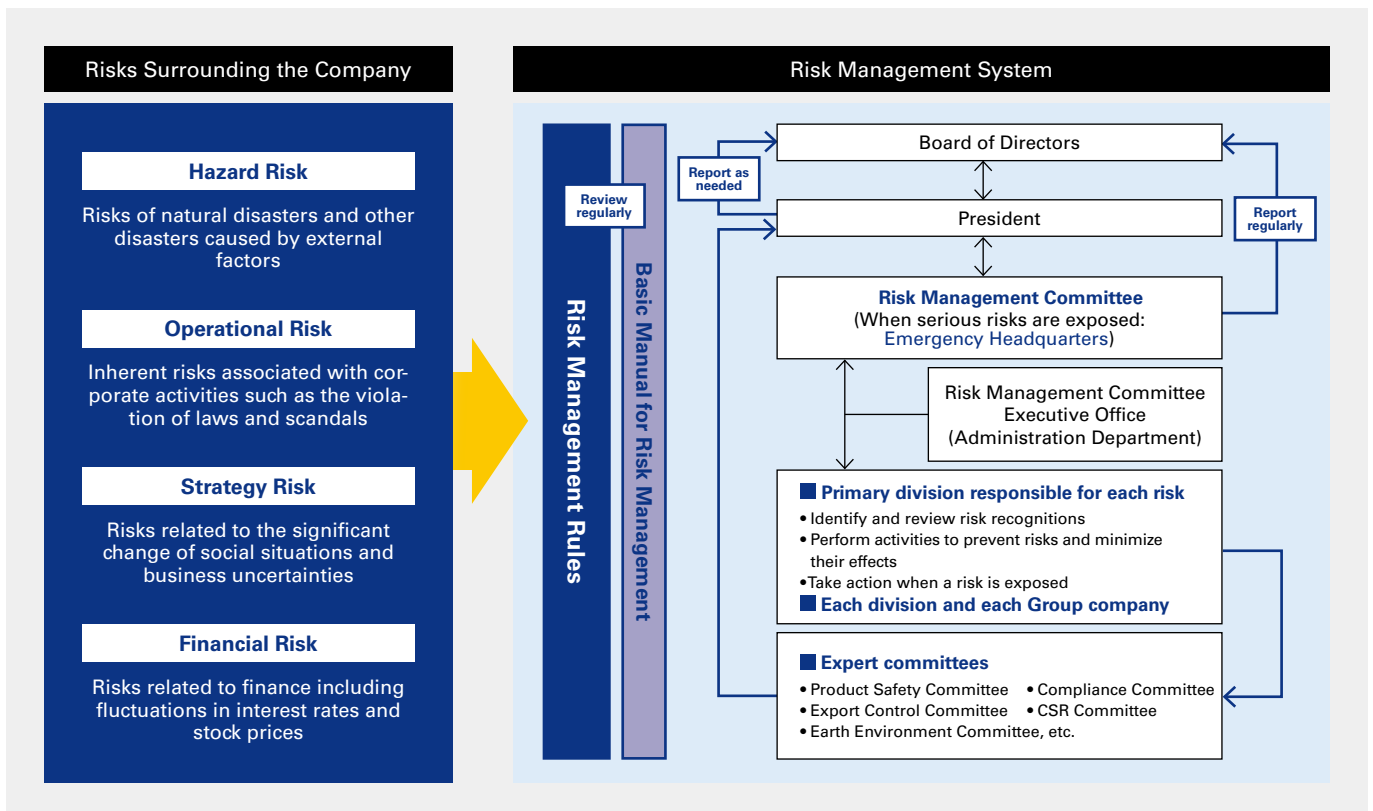 Risks Surrounding the Company
Hazard Risk
Risks of natural disasters and other
disasters caused by external
factors
Operational Risk
Inherent risks associated with cor-
porate activities such as the viola-
tion of laws and scandals
Strategy Risk
Risks related to the significant
change of social situations and
business uncertainties
Financial Risk
Risks related to finance including
fluctuations in interest rates and
stock prices
Risk Management System
Risk Management Rules
Basic Manual for Risk Management
Review
regularly
Report as
needed
Report
regularly
Board of Directors
President
Risk Management Committee
(When serious risks are exposed:
Emergency Headquarters)
Risk Management Committee
Executive Office
(Administration Department)
■ Primary division responsible for each risk
• Identify and review risk recognitions
• Perform activities to prevent risks and minimize
their effects
•Take action when a risk is exposed
■ Each division and each Group company
■ Expert committees
• Product Safety Committee • Compliance Committee
• Export Control Committee • CSR Committee
• Earth Environment Committee, etc.